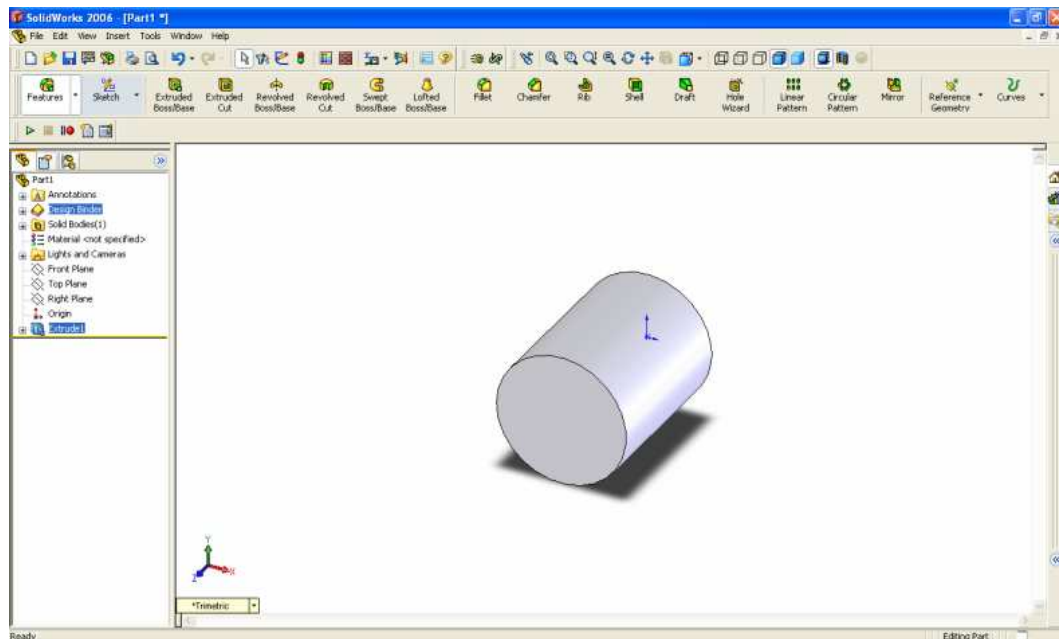 SolidWorks 2006 - [Part1 *]
File Edit View Insert Tools Window Help
Features Sketch Extruded Boss/Base Extruded Cut Revolved Boss/Base Revolved Cut Swept Boss/Base Lofted Boss/Base Fillet Chamfer Rib Shell Draft Hole Wizard Linear Pattern Circular Pattern Mirror Reference Geometry Curves
Part1
Annotations
Design Binder
Solid Bodies(1)
Material <not specified>
Lights and Cameras
Front Plane
Top Plane
Right Plane
Origin
Extrude1
Y
X
Z
*Trimetric
Ready Editing Part